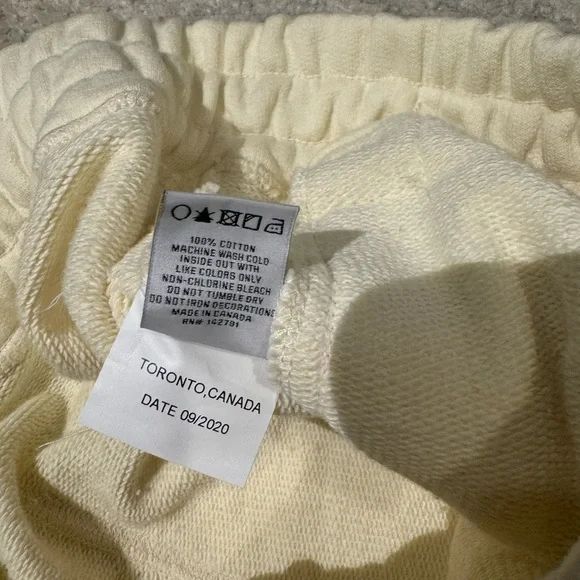 100% COTTON
MACHINE WASH COLD
INSIDE OUT WITH
LIKE COLORS ONLY
NON-CHLORINE BLEACH
DO NOT TUMBLE DRY
DO NOT IRON DECORATIONS
MADE IN CANADA
RN# 142791
TORONTO,CANADA
DATE 09/2020